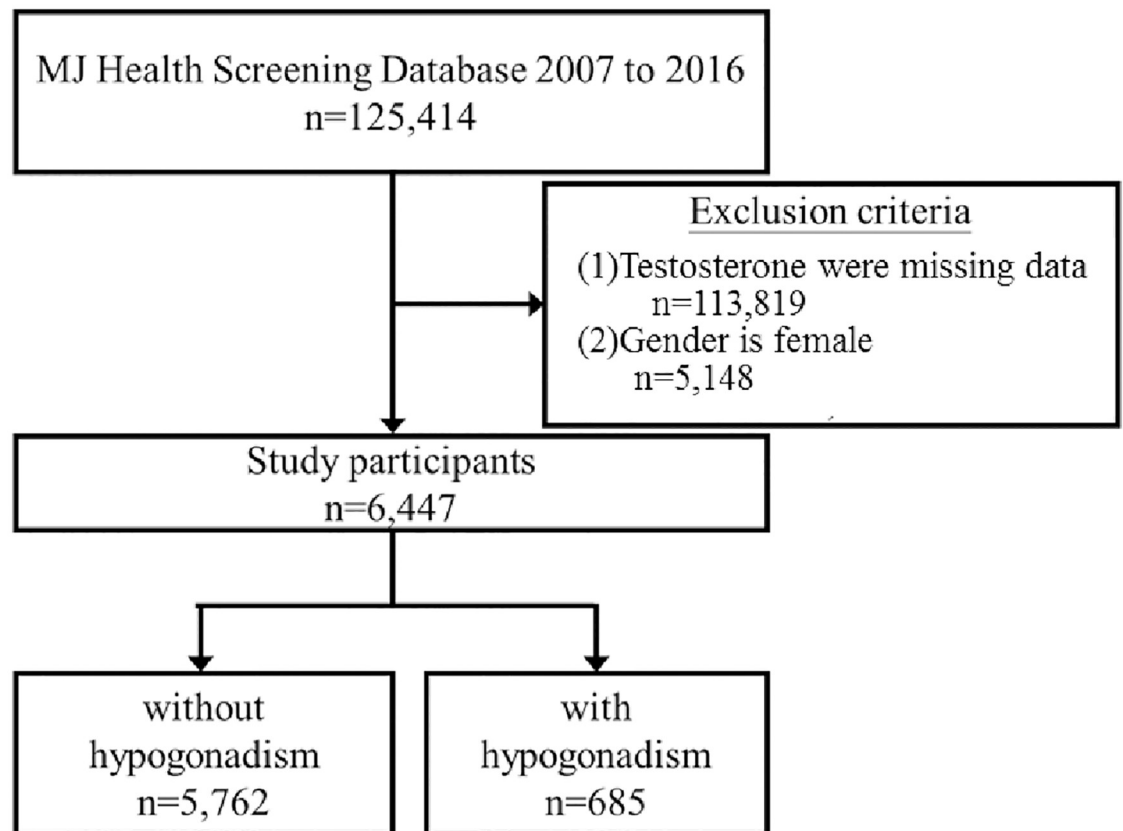 MJ Health Screening Database 2007 to 2016
n=125,414
Exclusion criteria
(1)Testosterone were missing data
n=113,819
(2)Gender is female
n=5,148
Study participants
n=6,447
without
hypogonadism
n=5,762
with
hypogonadism
n=685